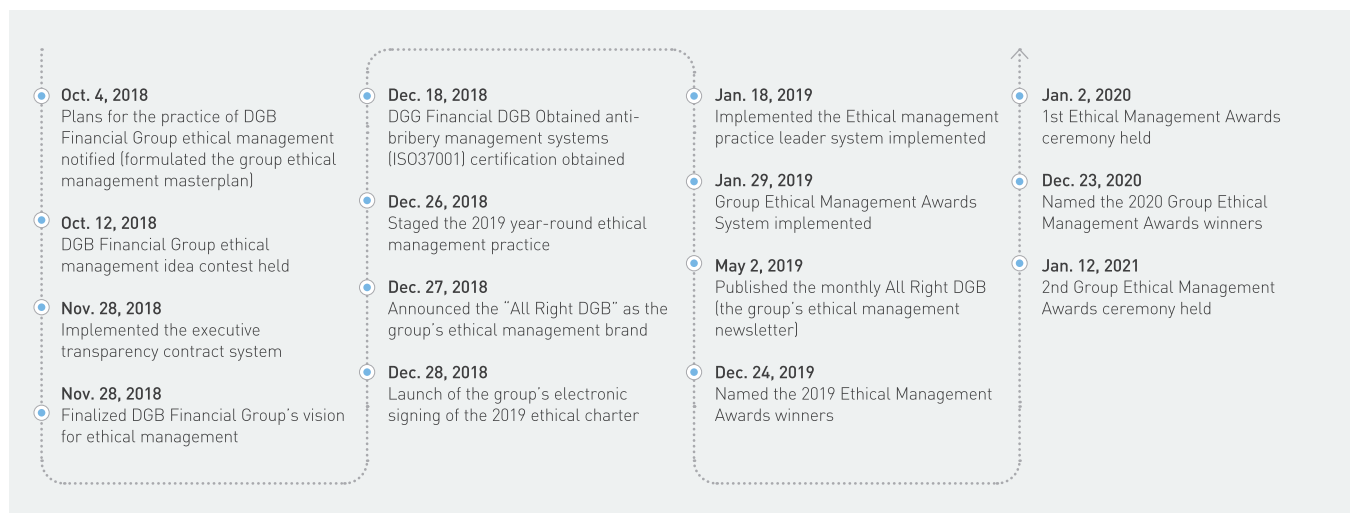 Oct. 4, 2018
Plans for the practice of DGB
Financial Group ethical management
notified (formulated the group ethical
management masterplan)
Oct. 12, 2018
DGB Financial Group ethical
management idea contest held
Nov. 28, 2018
Implemented the executive
transparency contract system
Nov. 28, 2018
Finalized DGB Financial Group's vision
for ethical management
Dec. 18, 2018
DGG Financial DGB Obtained anti-
bribery management systems
(ISO37001) certification obtained
Dec. 26, 2018
Staged the 2019 year-round ethical
management practice
Dec. 27, 2018
Announced the "All Right DGB" as the
group's ethical management brand
Dec. 28, 2018
Launch of the group's electronic
signing of the 2019 ethical charter
Jan. 18, 2019
Implemented the Ethical management
practice leader system implemented
Jan. 29, 2019
Group Ethical Management Awards
System implemented
May 2, 2019
Published the monthly All Right DGB
(the group's ethical management
newsletter)
Dec. 24, 2019
Named the 2019 Ethical Management
Awards winners
Jan. 2, 2020
1st Ethical Management Awards
ceremony held
Dec. 23, 2020
Named the 2020 Group Ethical
Management Awards winners
Jan. 12, 2021
2nd Group Ethical Management
Awards ceremony held